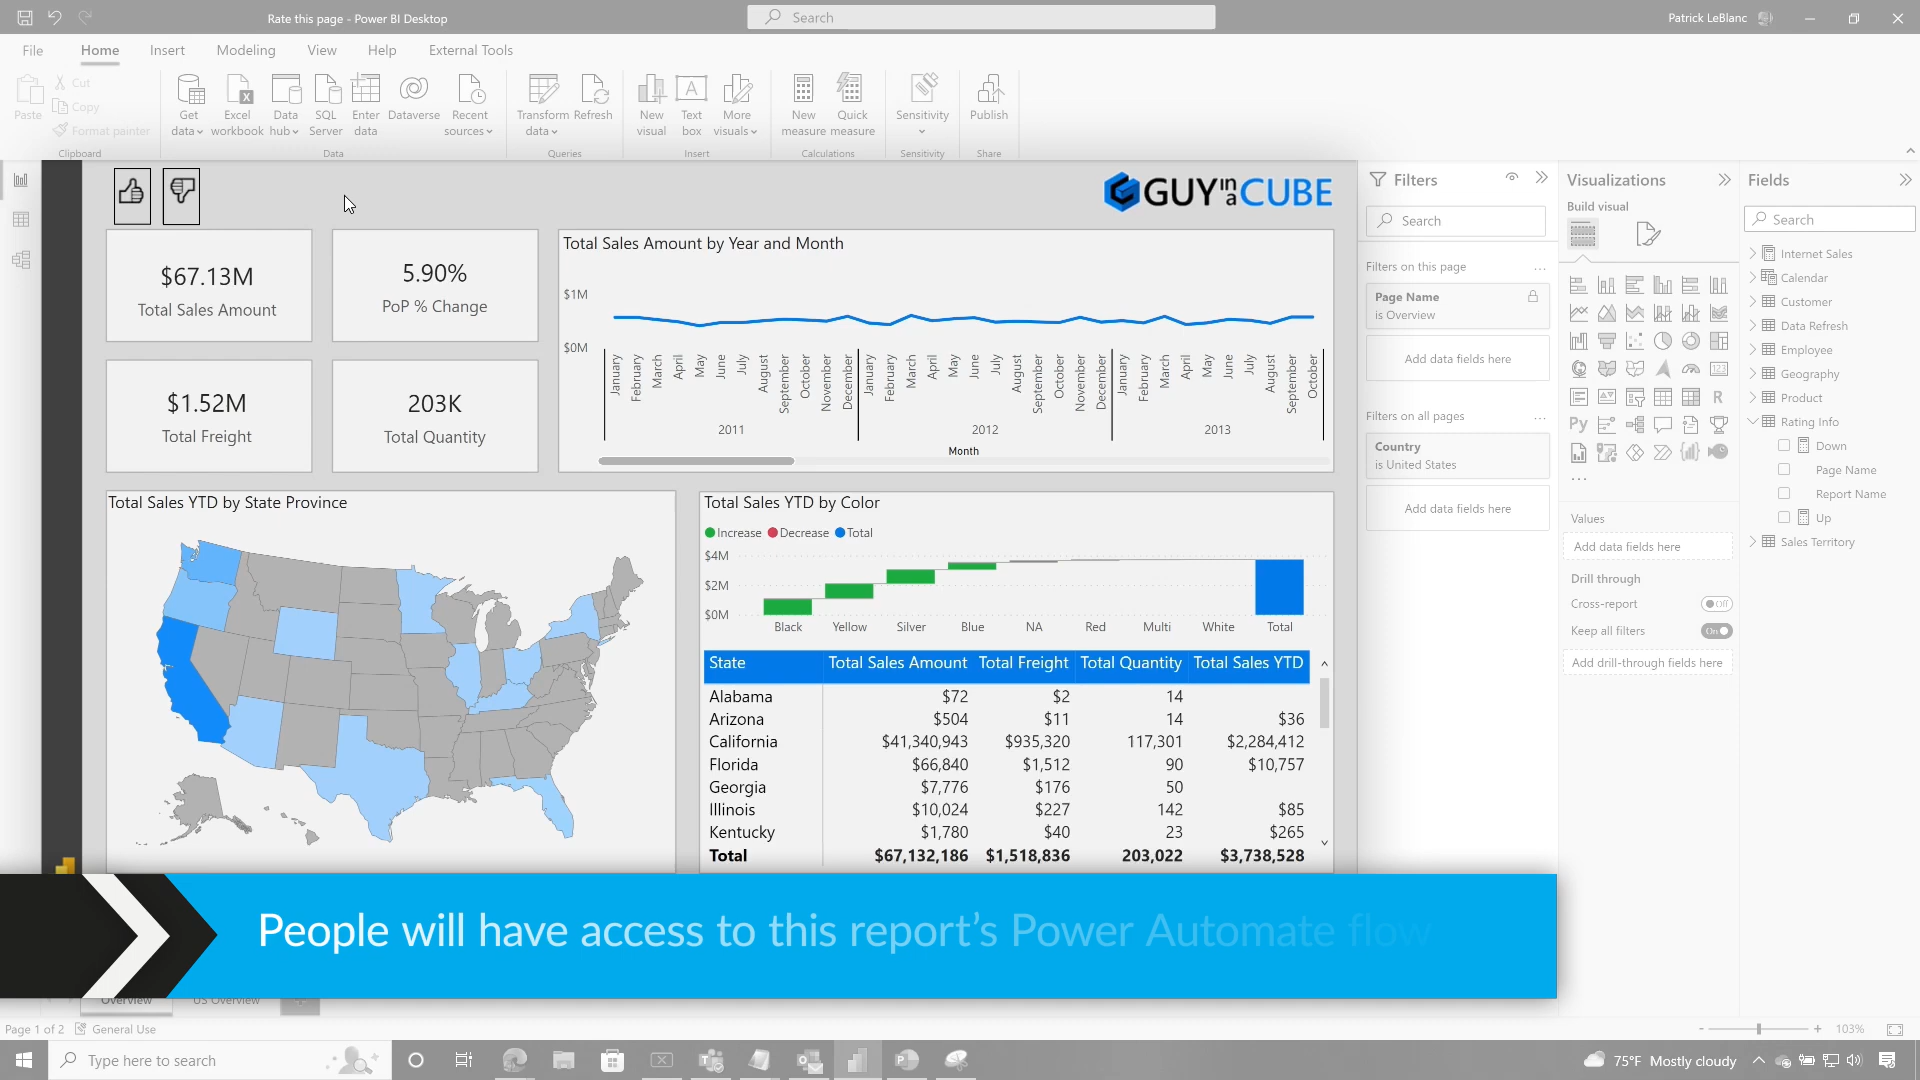 Rate this page - Power BI Desktop
Search
Patrick LeBlanc
File Home Insert Modeling View Help External Tools
Paste
Cut
Copy
Format painter
Clipboard
Get data
Excel workbook
Data hub
SQL Server
Enter data
Dataverse
Recent sources
Data
Transform data
Refresh
Queries
New visual
Text box
More visuals
Insert
New measure
Quick measure
Calculations
Sensitivity
Sensitivity
Publish
Share
GUY in a CUBE
$67.13M
Total Sales Amount
5.90%
PoP % Change
$1.52M
Total Freight
203K
Total Quantity
Total Sales Amount by Year and Month
$1M
$0M
January February March April May June July August September October November December January February March April May June July August September October November December January February March April May June July August September October
2011 2012 2013
Month
Total Sales YTD by State Province
Total Sales YTD by Color
Increase Decrease Total
$4M
$2M
$0M
Black Yellow Silver Blue NA Red Multi White Total
State Total Sales Amount Total Freight Total Quantity Total Sales YTD
Alabama $72 $2 14
Arizona $504 $11 14 $36
California $41,340,943 $935,320 117,301 $2,284,412
Florida $66,840 $1,512 90 $10,757
Georgia $7,776 $176 50
Illinois $10,024 $227 142 $85
Kentucky $1,780 $40 23 $265
Total $67,132,186 $1,518,836 203,022 $3,738,528
Filters
Search
Filters on this page
Page Name
is Overview
Add data fields here
Filters on all pages
Country
is United States
Add data fields here
Visualizations
Build visual
123
R
Py
Values
Add data fields here
Drill through
Cross-report Off
Keep all filters On
Add drill-through fields here
Fields
Search
Internet Sales
Calendar
Customer
Data Refresh
Employee
Geography
Product
Rating Info
Down
Page Name
Report Name
Up
Sales Territory
People will have access to this report's Power Automate flow
Overview US Overview
Page 1 of 2 General Use
103%
Type here to search
75°F Mostly cloudy